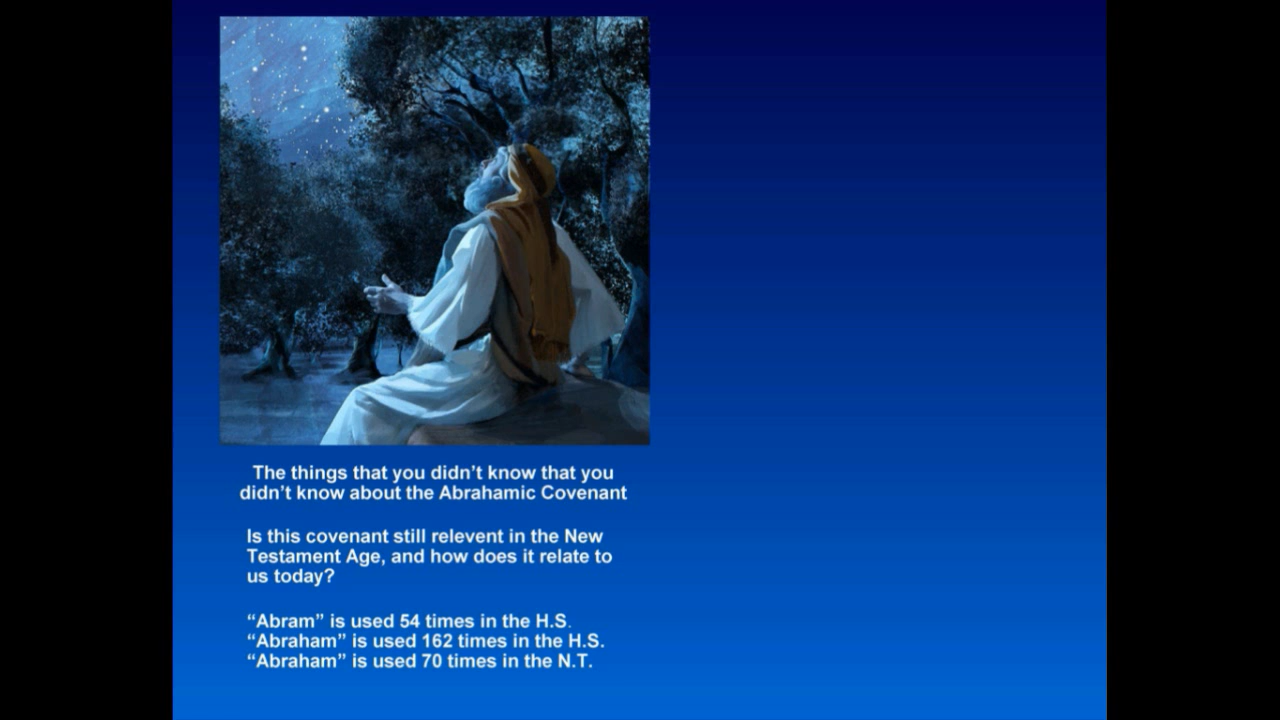 The things that you didn’t know that you
didn’t know about the Abrahamic Covenant
Is this covenant still relevent in the New
Testament Age, and how does it relate to
us today?
“Abram” is used 54 times in the H.S.
“Abraham” is used 162 times in the H.S.
“Abraham” is used 70 times in the N.T.